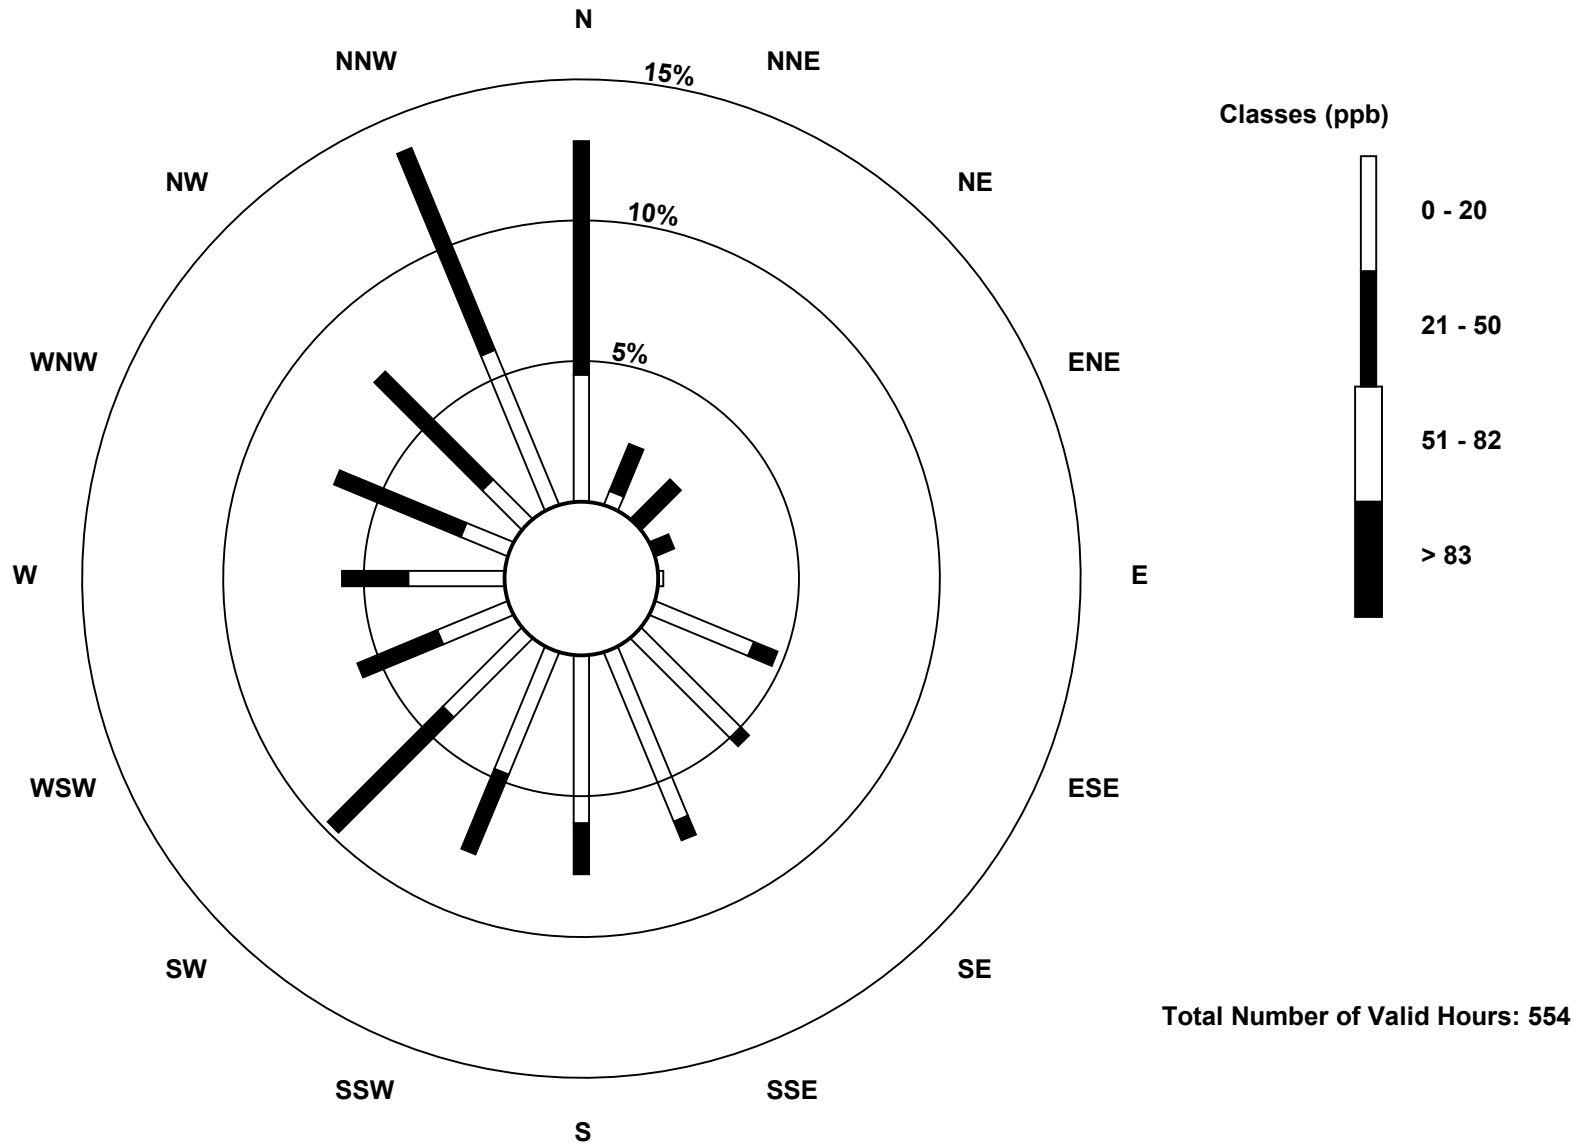 N
NNW
NNE
15%
Classes (ppb)
NW
NE
10%
0 - 20
21 - 50
5%
WNW
ENE
51 - 82
> 83
W
E
WSW
ESE
SW
SE
Total Number of Valid Hours: 554
SSW
SSE
S